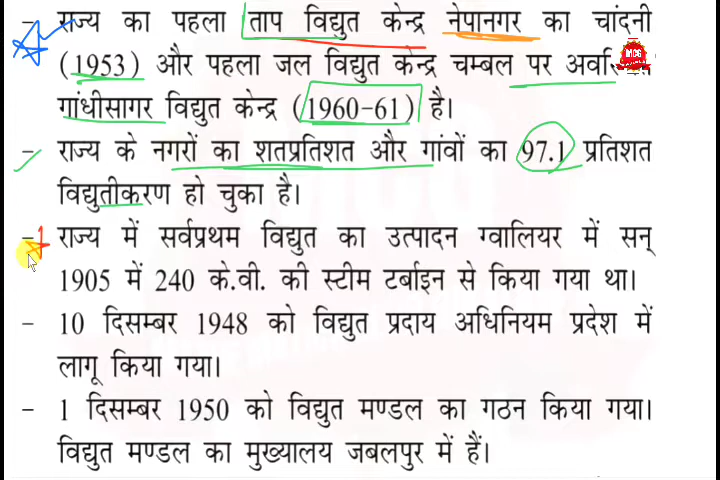 - राज्य का पहला ताप विद्युत केन्द्र नेपानगर का चांदनी
(1953) और पहला जल विद्युत केन्द्र चम्बल पर
गांधीसागर विद्युत केन्द्र (1960-61) है।
- राज्य के नगरों का शतप्रतिशत और गांवों का 97.1 प्रतिशत
विद्युतीकरण हो चुका है।
- राज्य में सर्वप्रथम विद्युत का उत्पादन ग्वालियर में सन्
1905 में 240 के.वी. की स्टीम टर्बाइन से किया गया था।
- 10 दिसम्बर 1948 को विद्युत प्रदाय अधिनियम प्रदेश में
लागू किया गया।
- 1 दिसम्बर 1950 को विद्युत मण्डल का गठन किया गया।
विद्युत मण्डल का मुख्यालय जबलपुर में हैं।